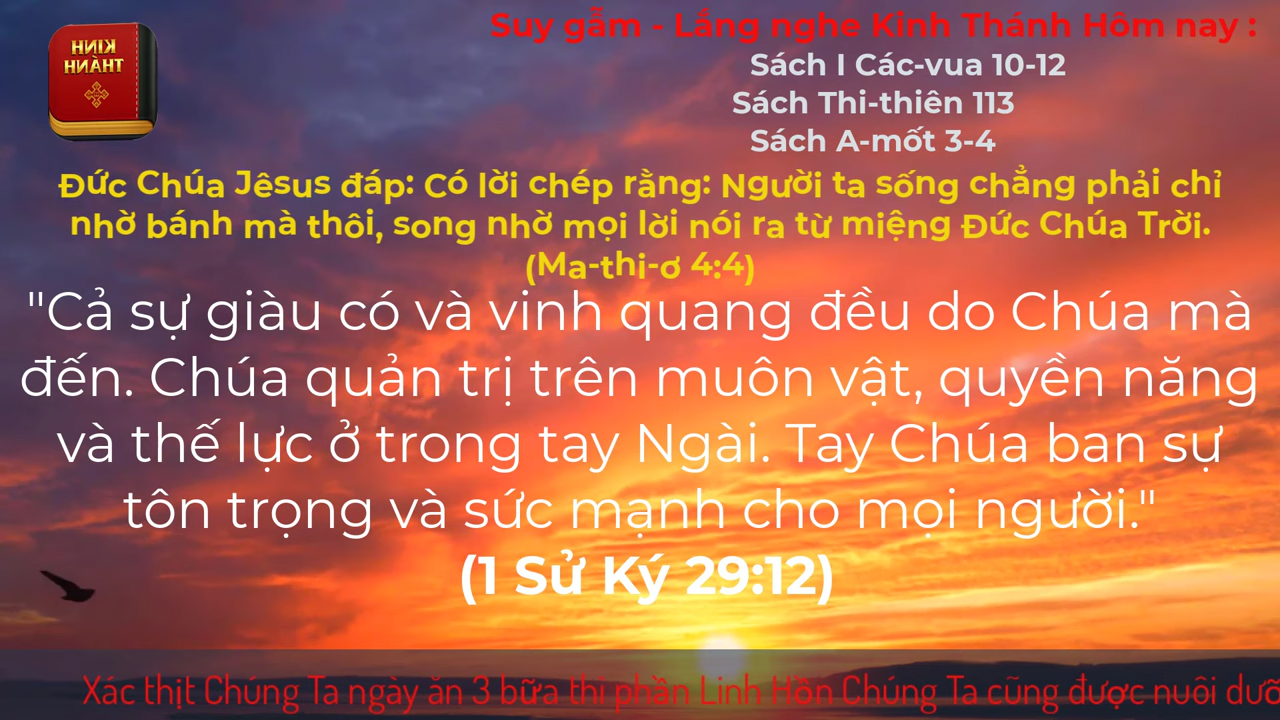 KINH
THÀNH
Suy gẫm - Lắng nghe Kinh Thánh Hôm nay :
Sách I Các-vua 10-12
Sách Thi-thiên 113
Sách A-mốt 3-4
Đức Chúa Jêsus đáp: Có lời chép rằng: Người ta sống chẳng phải chỉ
nhờ bánh mà thôi, song nhờ mọi lời nói ra từ miệng Đức Chúa Trời.
(Ma-thi-ơ 4:4)
"Cả sự giàu có và vinh quang đều do Chúa mà
đến. Chúa quản trị trên muôn vật, quyền năng
và thế lực ở trong tay Ngài. Tay Chúa ban sự
tôn trọng và sức mạnh cho mọi người."
(1 Sử Ký 29:12)
Xác thịt Chúng Ta ngày ăn 3 bữa thi phần Linh Hồn Chúng Ta cũng được nuôi